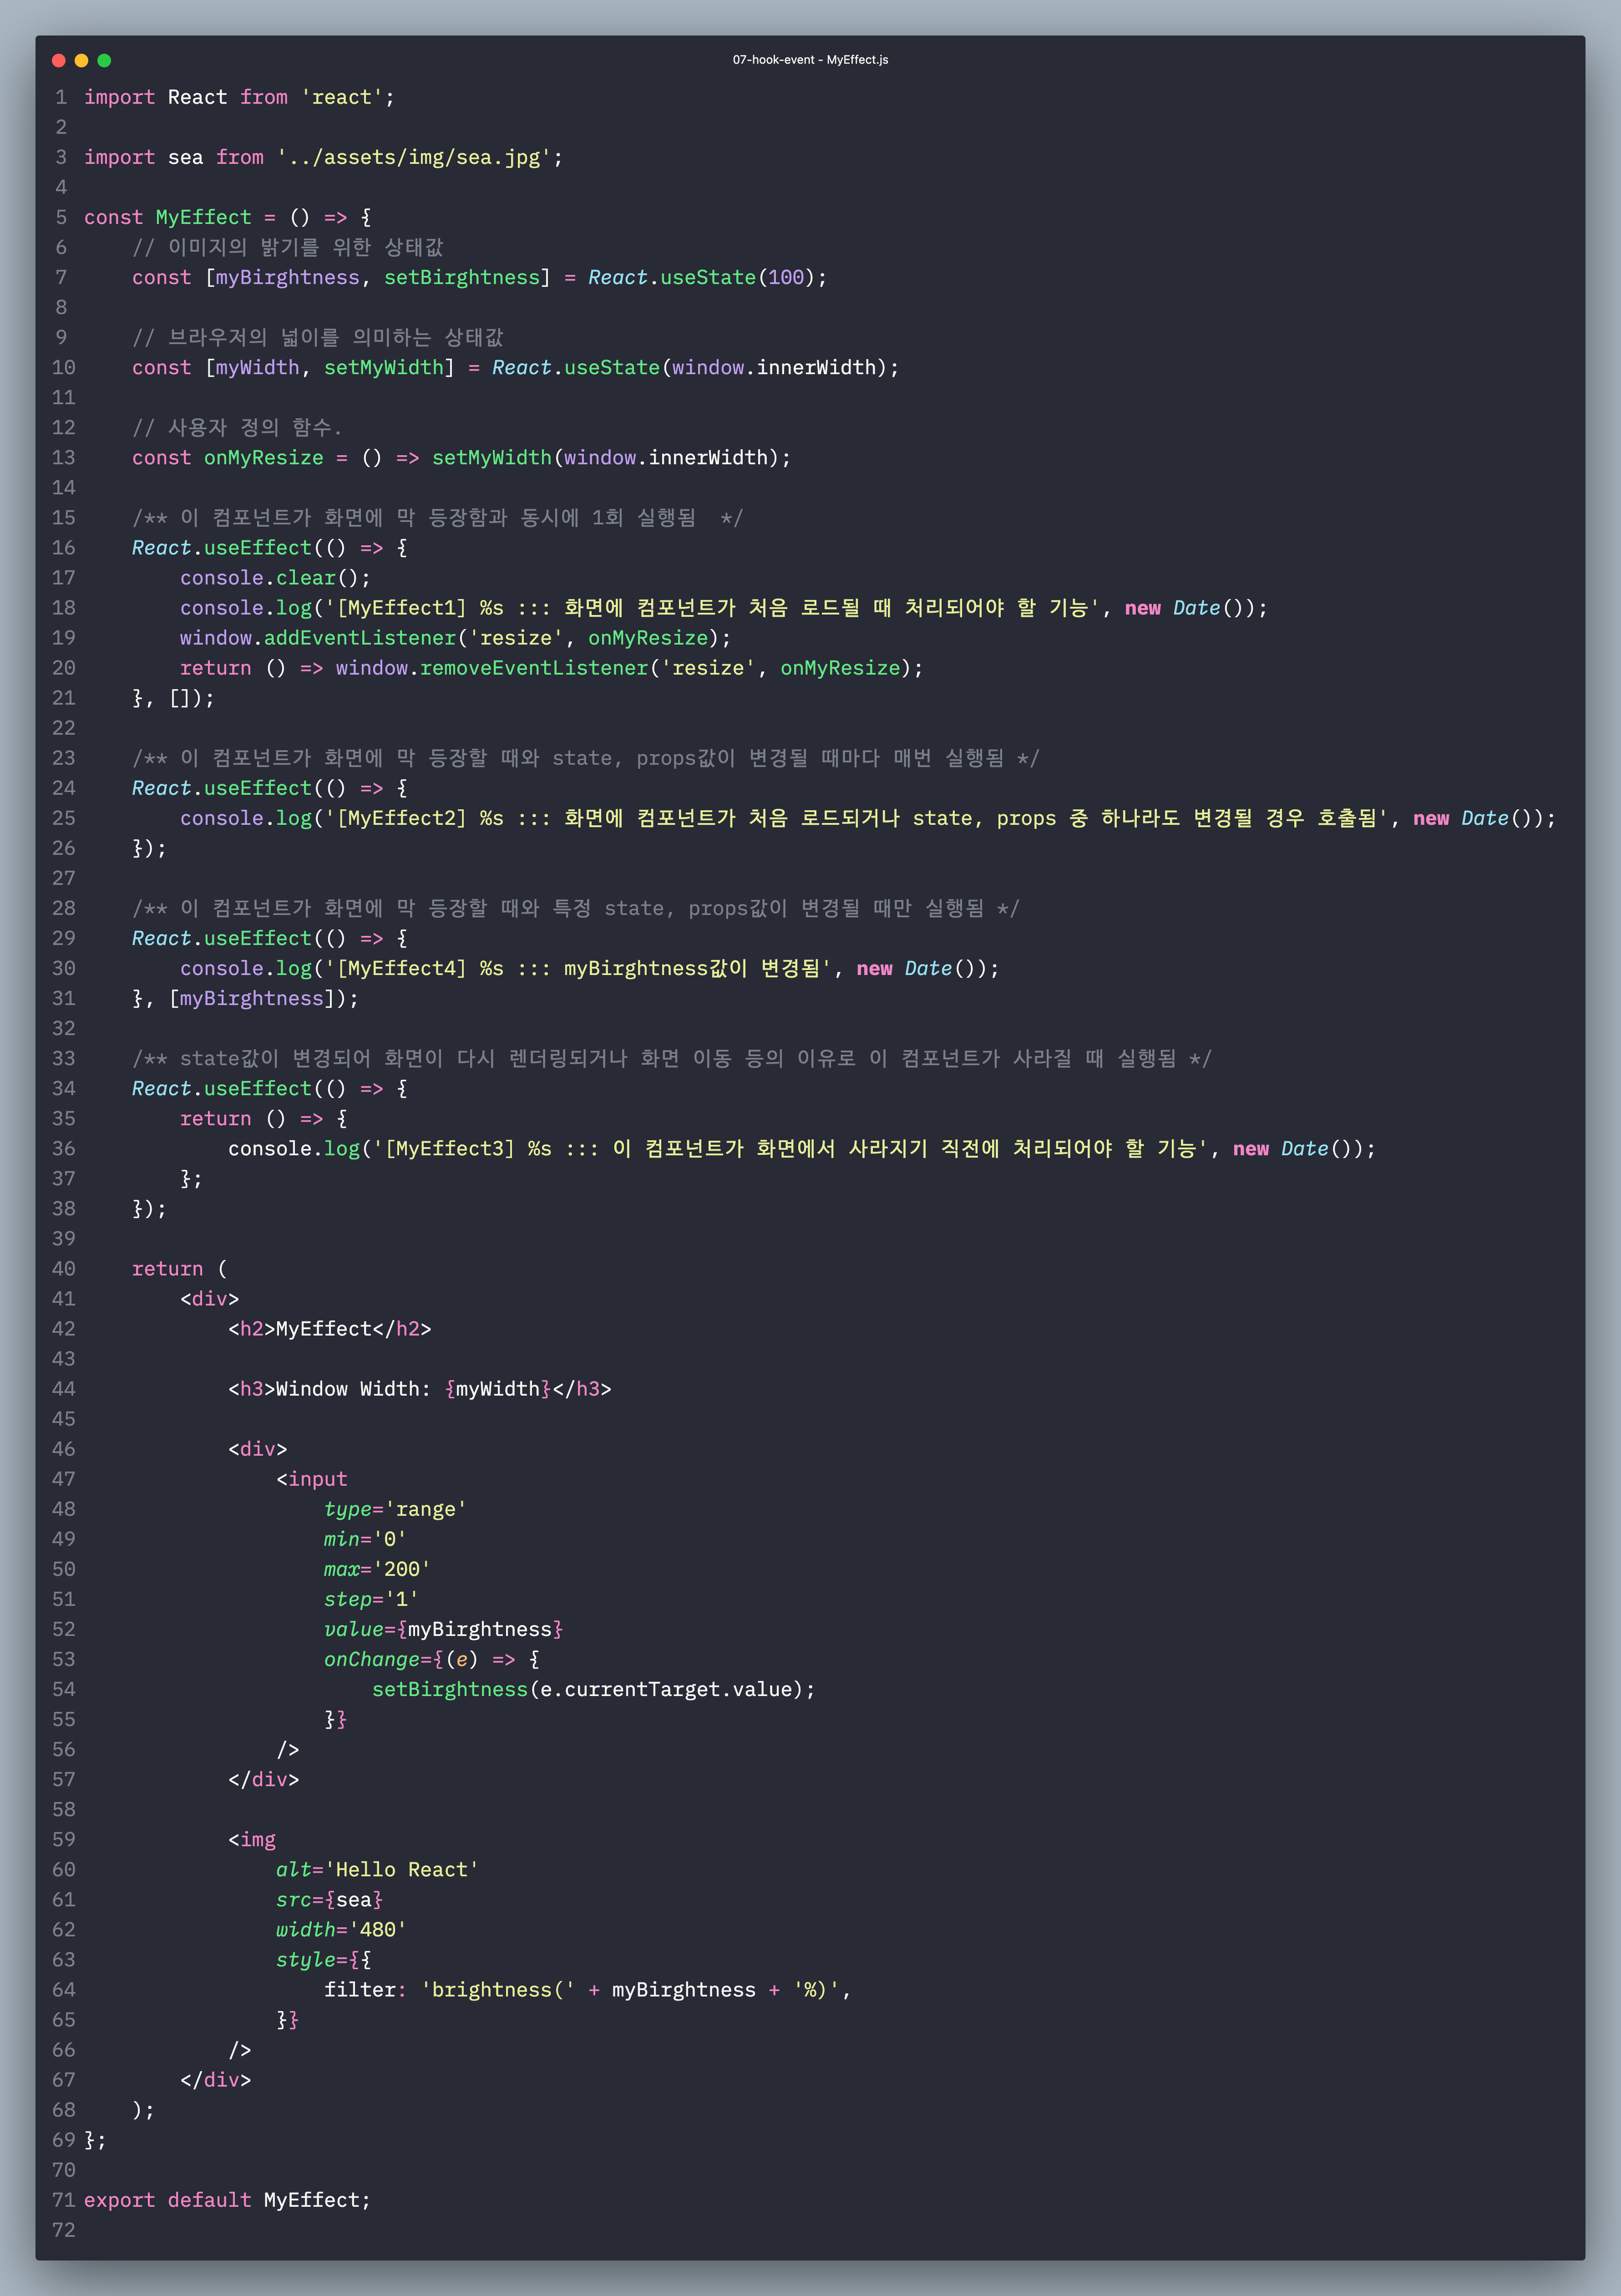 07-hook-event - MyEffect.js
1 import React from 'react';
2
3 import sea from '../assets/img/sea.jpg';
4
5 const MyEffect = () => {
6     // 이미지의 밝기를 위한 상태값
7     const [myBirghtness, setBirghtness] = React.useState(100);
8
9     // 브라우저의 넓이를 의미하는 상태값
10     const [myWidth, setMyWidth] = React.useState(window.innerWidth);
11
12     // 사용자 정의 함수.
13     const onMyResize = () => setMyWidth(window.innerWidth);
14
15     /** 이 컴포넌트가 화면에 막 등장함과 동시에 1회 실행됨  */
16     React.useEffect(() => {
17         console.clear();
18         console.log('[MyEffect1] %s ::: 화면에 컴포넌트가 처음 로드될 때 처리되어야 할 기능', new Date());
19         window.addEventListener('resize', onMyResize);
20         return () => window.removeEventListener('resize', onMyResize);
21     }, []);
22
23     /** 이 컴포넌트가 화면에 막 등장할 때와 state, props값이 변경될 때마다 매번 실행됨 */
24     React.useEffect(() => {
25         console.log('[MyEffect2] %s ::: 화면에 컴포넌트가 처음 로드되거나 state, props 중 하나라도 변경될 경우 호출됨', new Date());
26     });
27
28     /** 이 컴포넌트가 화면에 막 등장할 때와 특정 state, props값이 변경될 때만 실행됨 */
29     React.useEffect(() => {
30         console.log('[MyEffect4] %s ::: myBirghtness값이 변경됨', new Date());
31     }, [myBirghtness]);
32
33     /** state값이 변경되어 화면이 다시 렌더링되거나 화면 이동 등의 이유로 이 컴포넌트가 사라질 때 실행됨 */
34     React.useEffect(() => {
35         return () => {
36             console.log('[MyEffect3] %s ::: 이 컴포넌트가 화면에서 사라지기 직전에 처리되어야 할 기능', new Date());
37         };
38     });
39
40     return (
41         <div>
42             <h2>MyEffect</h2>
43
44             <h3>Window Width: {myWidth}</h3>
45
46             <div>
47                 <input
48                     type='range'
49                     min='0'
50                     max='200'
51                     step='1'
52                     value={myBirghtness}
53                     onChange={(e) => {
54                         setBirghtness(e.currentTarget.value);
55                     }}
56                 />
57             </div>
58
59             <img
60                 alt='Hello React'
61                 src={sea}
62                 width='480'
63                 style={{
64                     filter: 'brightness(' + myBirghtness + '%)',
65                 }}
66             />
67         </div>
68     );
69 };
70
71 export default MyEffect;
72